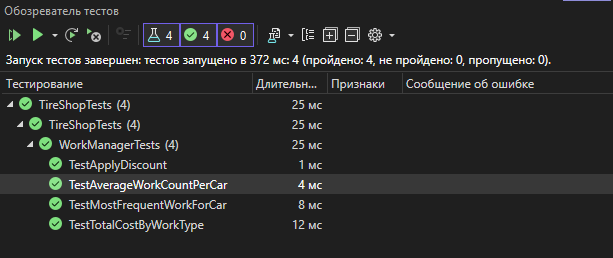 Обозреватель тестов
4 4 0
Запуск тестов завершен: тестов запущено в 372 мс: 4 (пройдено: 4, не пройдено: 0, пропущено: 0).
Тестирование Длительн... Признаки Сообщение об ошибке
TireShopTests (4) 25 мс
TireShopTests (4) 25 мс
WorkManagerTests (4) 25 мс
TestApplyDiscount 1 мс
TestAverageWorkCountPerCar 4 мс
TestMostFrequentWorkForCar 8 мс
TestTotalCostByWorkType 12 мс